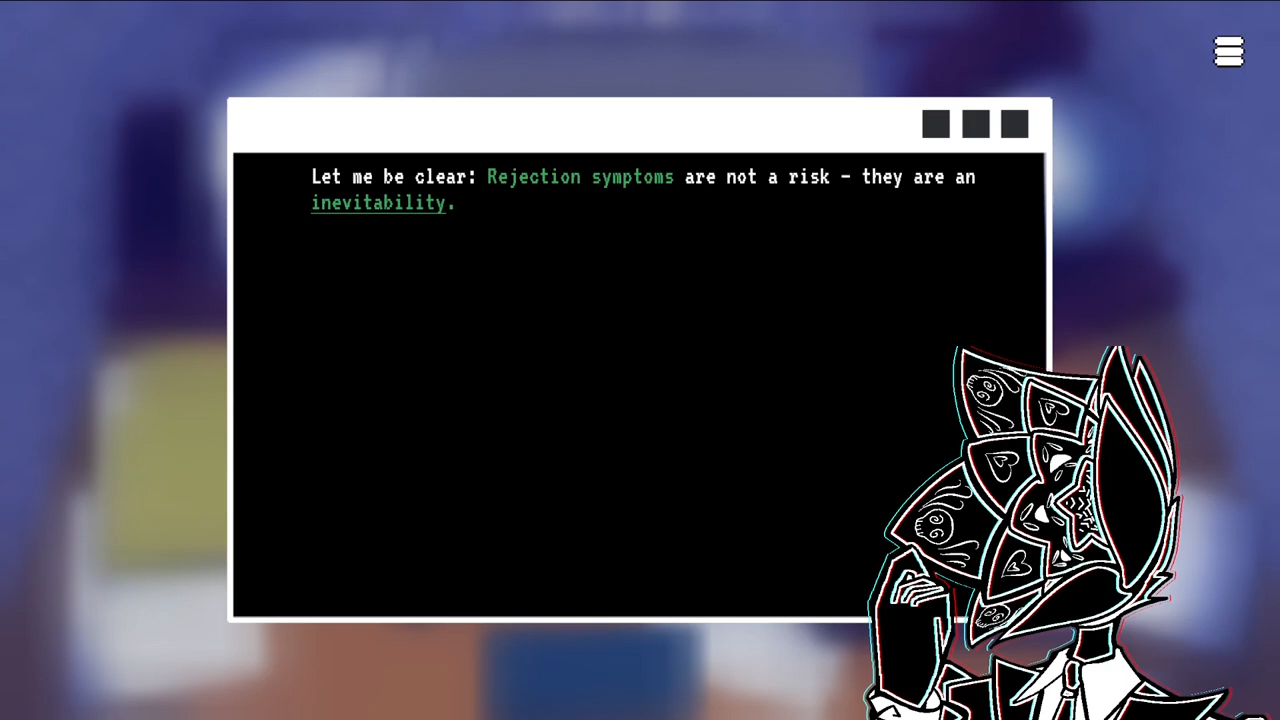 Let me be clear: Rejection symptoms are not a risk – they are an
inevitability.